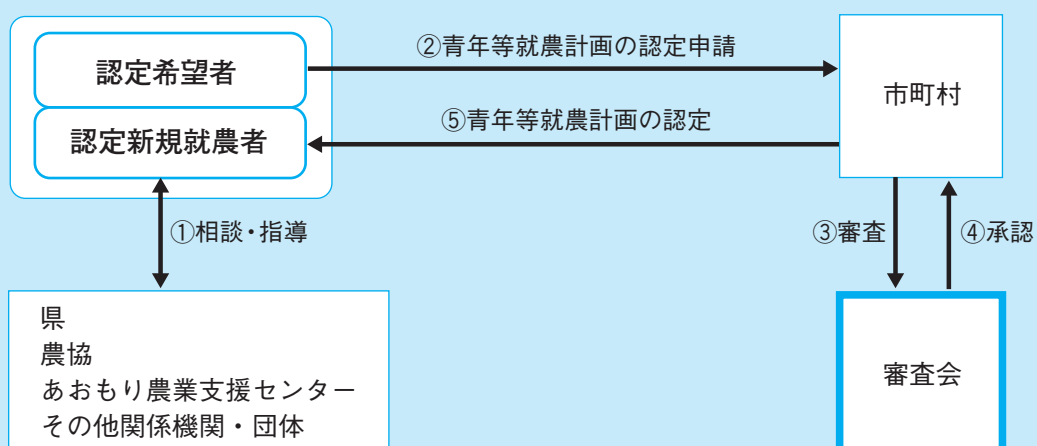 認定希望者
②青年等就農計画の認定申請
市町村
認定新規就農者
⑤青年等就農計画の認定
①相談・指導
③審査
④承認
県
農協
あおもり農業支援センター
その他関係機関・団体
審査会